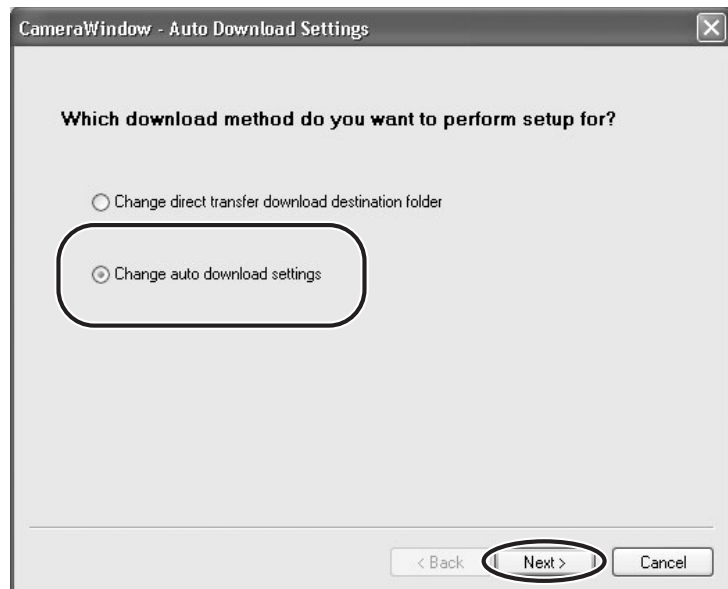 CameraWindow - Auto Download Settings
Which download method do you want to perform setup for?
Change direct transfer download destination folder
Change auto download settings
< Back
Next >
Cancel